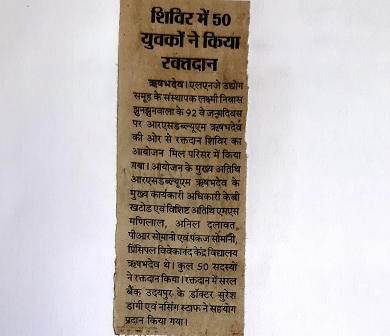 शिविर में 50
युवकों ने किया
रक्तदान
ऋषभदेव। एलएनजे उद्योग
समूह के संस्थापक लक्ष्मी निवास
झुनझुनवाला के 92 वे जन्मदिवस
पर आरएसडब्ल्यूएम ऋषभदेव
की ओर से रक्तदान शिविर का
आयोजन मिल परिसर में किया
गया। आयोजन के मुख्य अतिथि
आरएसडब्ल्यूएम ऋषभदेव के
मुख्य कार्यकारी अधिकारी केबी
खटोड एवं विशिष्ट अतिथि एमएस
मणिलाल, अनिल दलावत,
पीआर सोमानी एवं पंकज सोमानी,
प्रिंसिपल विवेकानंद केंद्र विद्यालय
ऋषभदेव थे। कुल 50 सदस्यों
ने रक्तदान किया। रक्तदान में सरल
बैंक उदयपुर के डॉक्टर सुरेश
डांगी एवं नर्सिंग स्टाफ ने सहयोग
प्रदान किया गया।